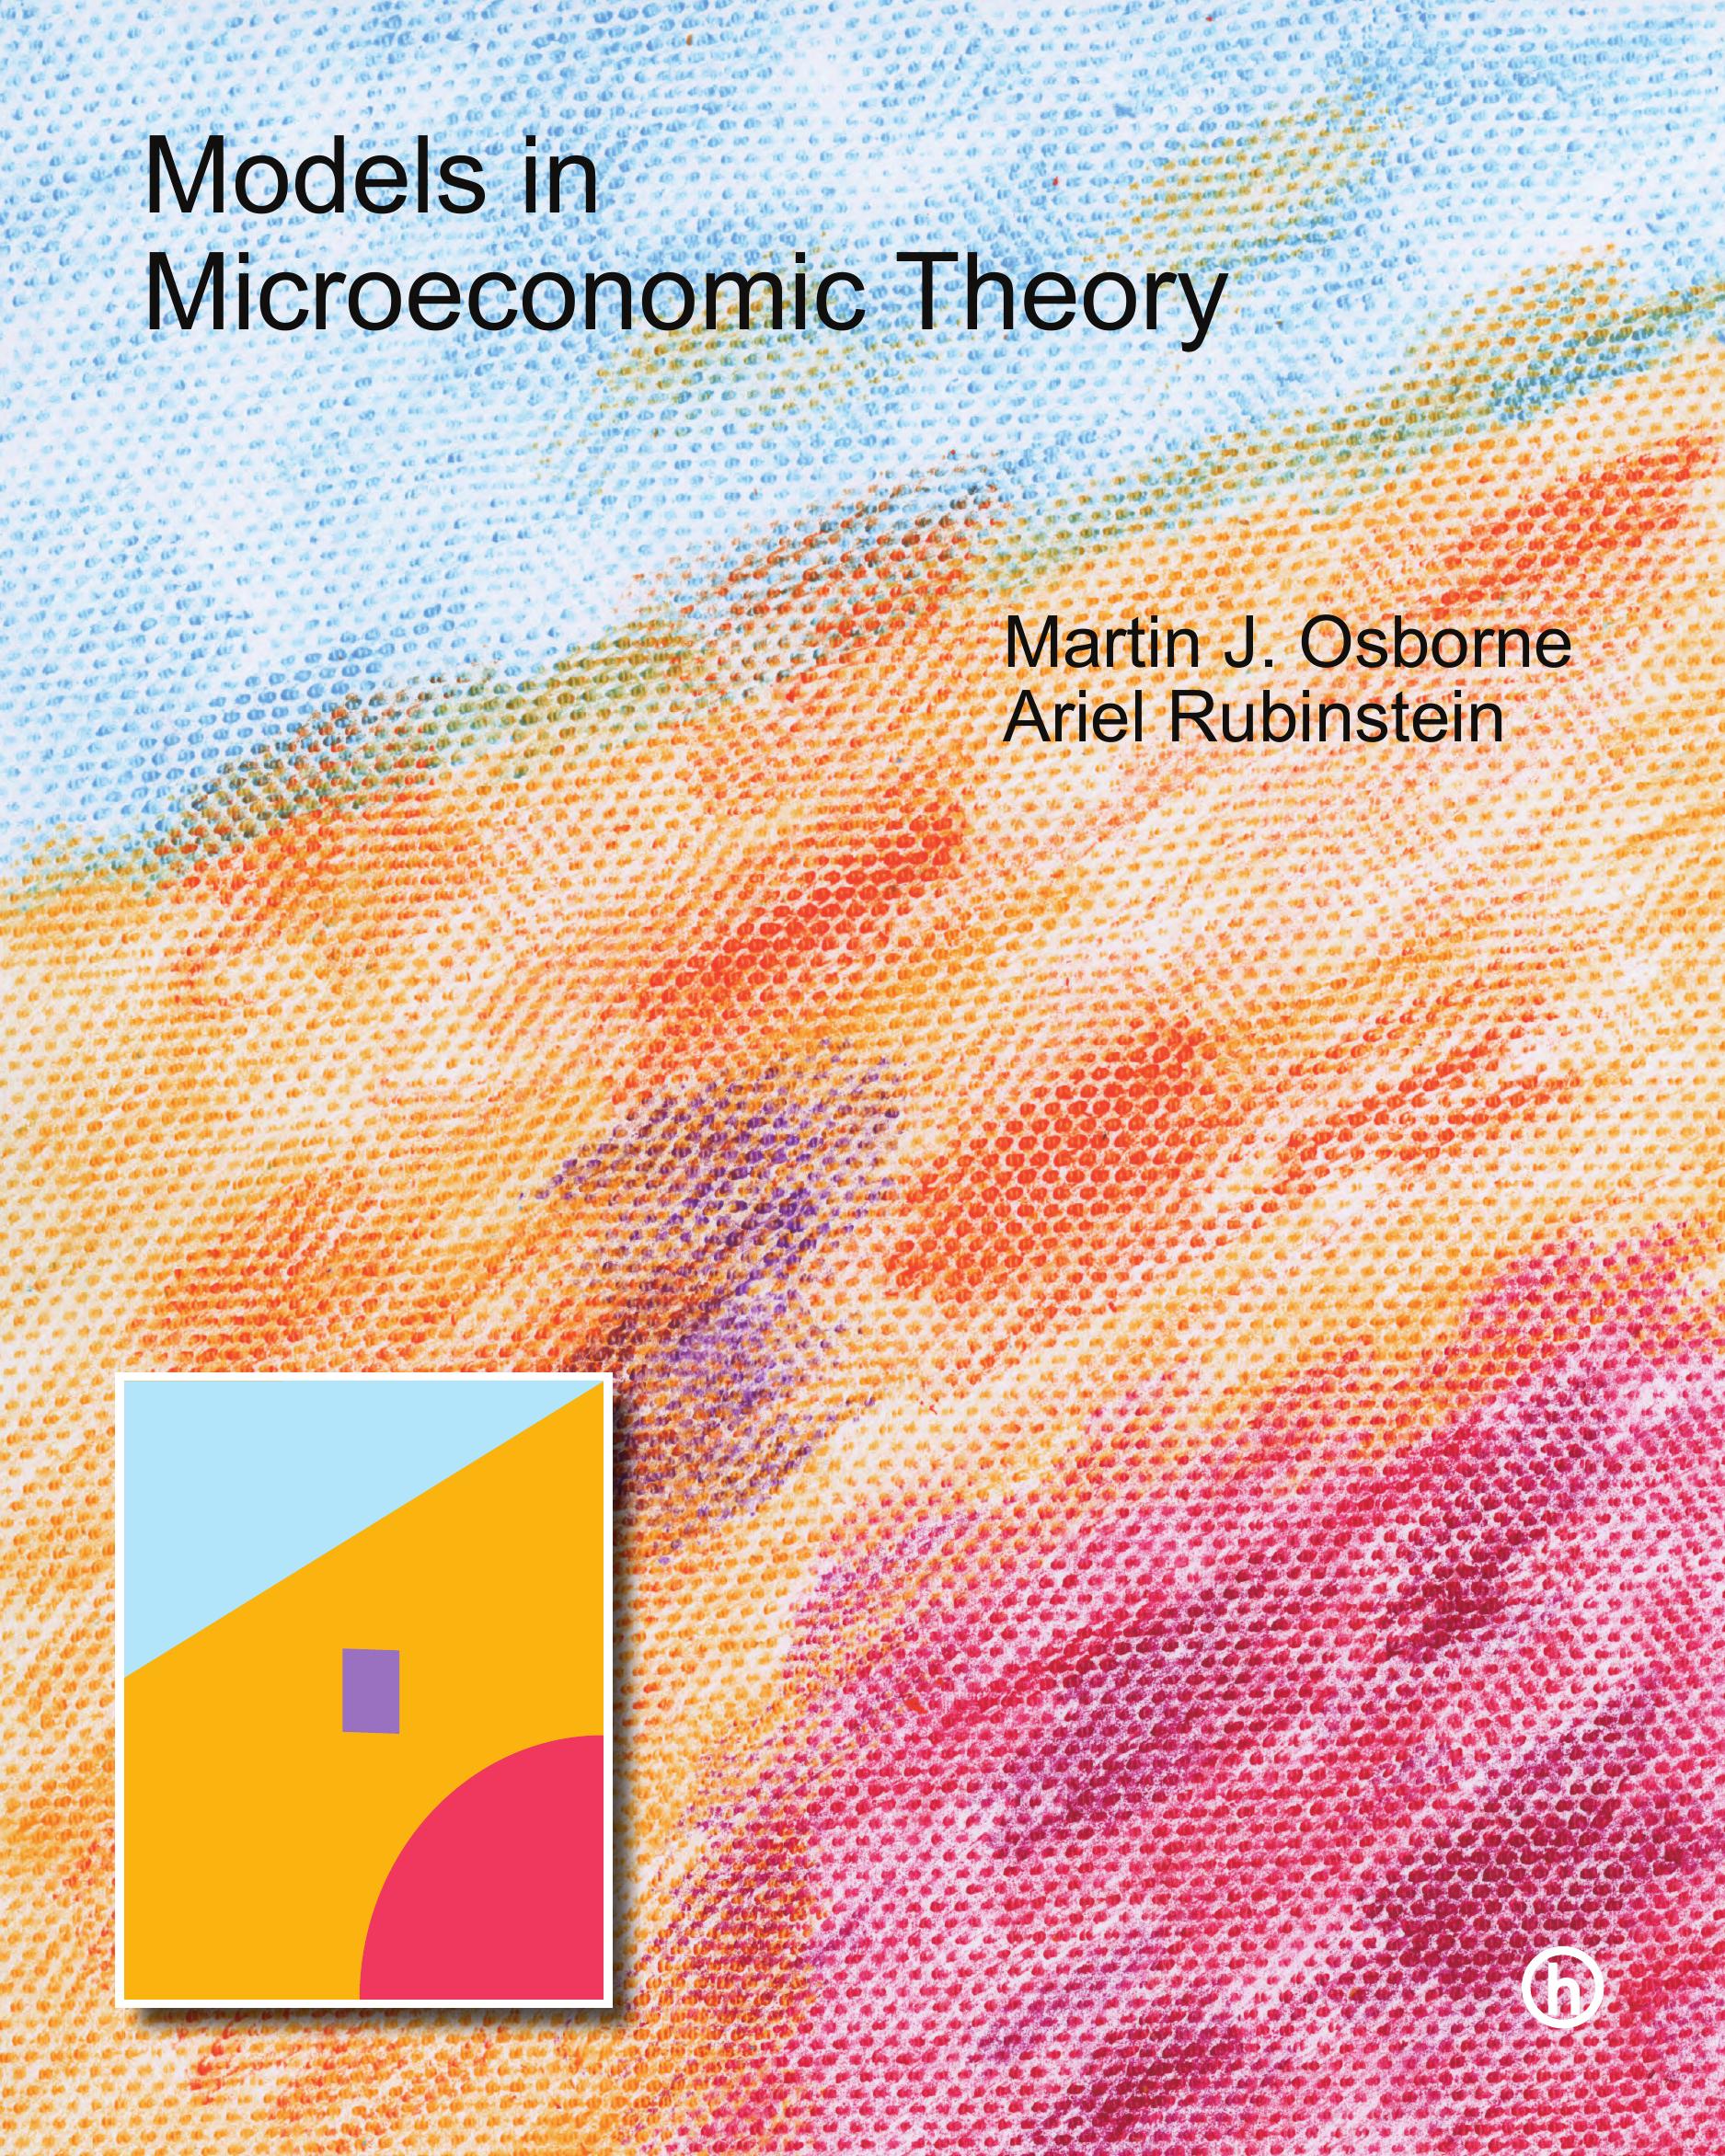 Models in
Microeconomic Theory
Martin J. Osborne
Ariel Rubinstein
h